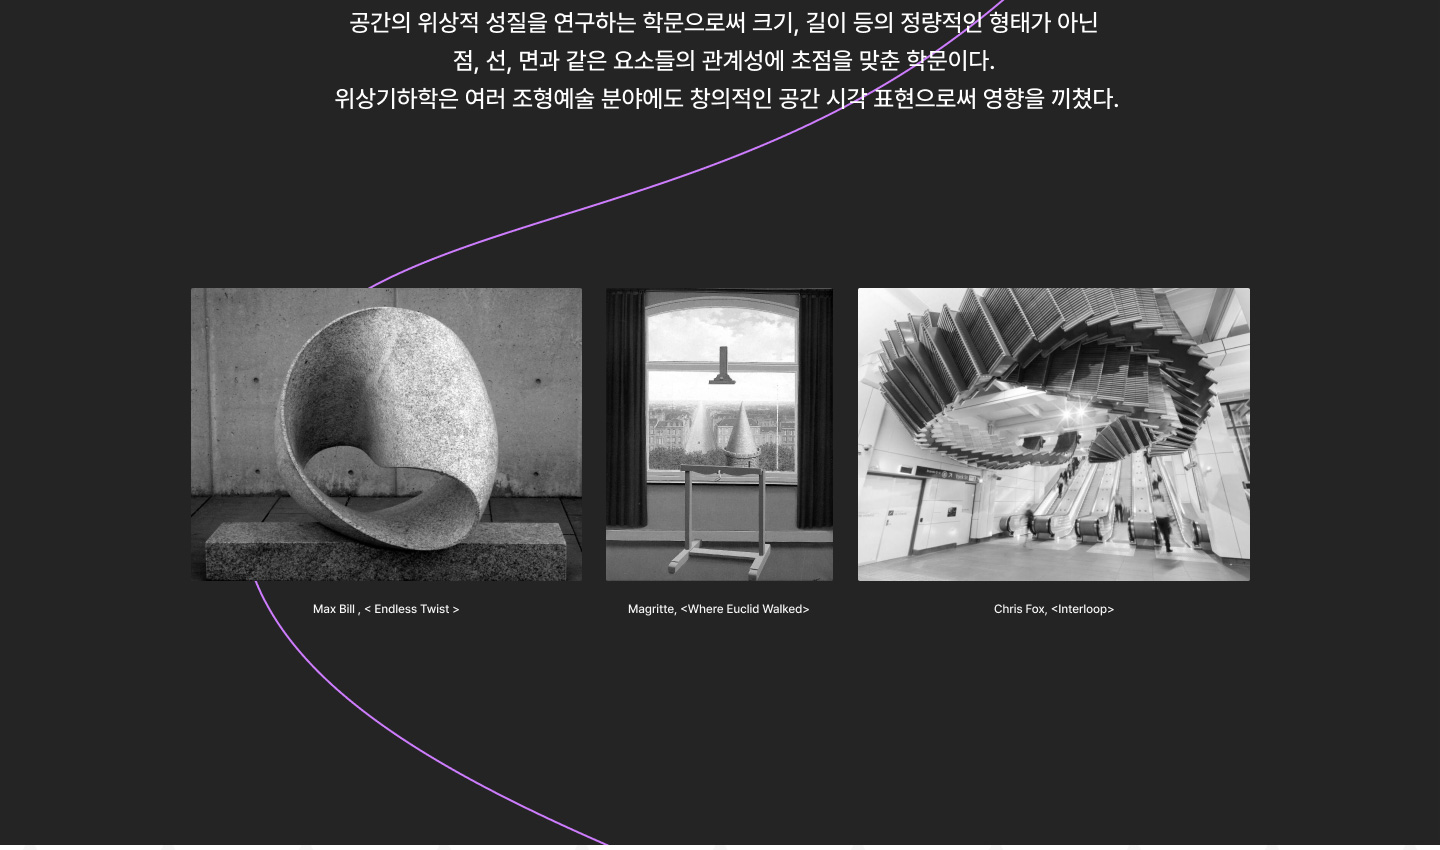 공간의 위상적 성질을 연구하는 학문으로써 크기, 길이 등의 정량적인 형태가 아닌
점, 선, 면과 같은 요소들의 관계성에 초점을 맞춘 학문이다.
위상기하학은 여러 조형예술 분야에도 창의적인 공간 시각 표현으로써 영향을 끼쳤다.
Max Bill , < Endless Twist >
Magritte, <Where Euclid Walked>
Chris Fox, <Interloop>